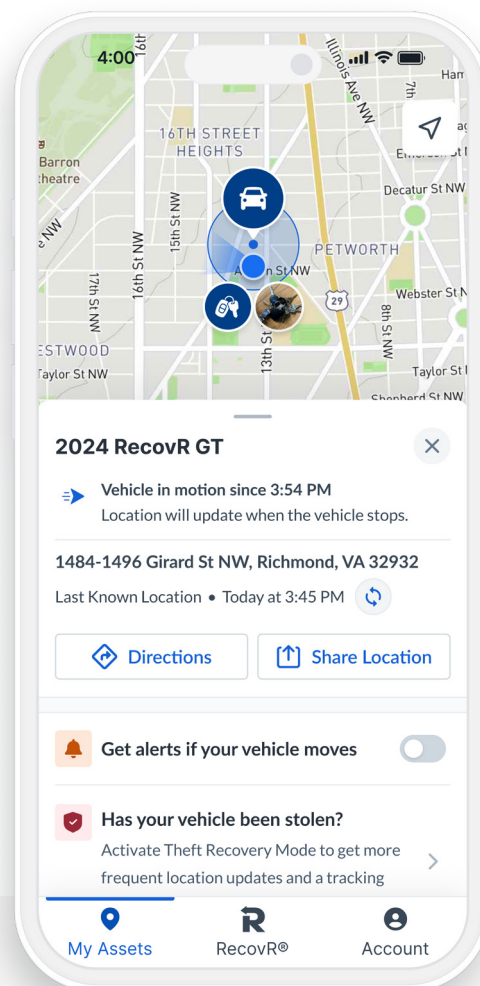 4:00
16th
Illinois Ave NW
7th
16TH STREET
HEIGHTS
Barron
theatre
Decatur St NW
15th St NW
16th St NW
PETWORTH
St NW
17th St NW
29
8th St NW
ESTWOOD
Taylor St NW
13th St
Shepherd St NW
2024 RecovR GT
Vehicle in motion since 3:54 PM
Location will update when the vehicle stops.
1484-1496 Girard St NW, Richmond, VA 32932
Last Known Location • Today at 3:45 PM
Directions
Share Location
Get alerts if your vehicle moves
Has your vehicle been stolen?
Activate Theft Recovery Mode to get more
frequent location updates and a tracking
My Assets
RecovR®
Account